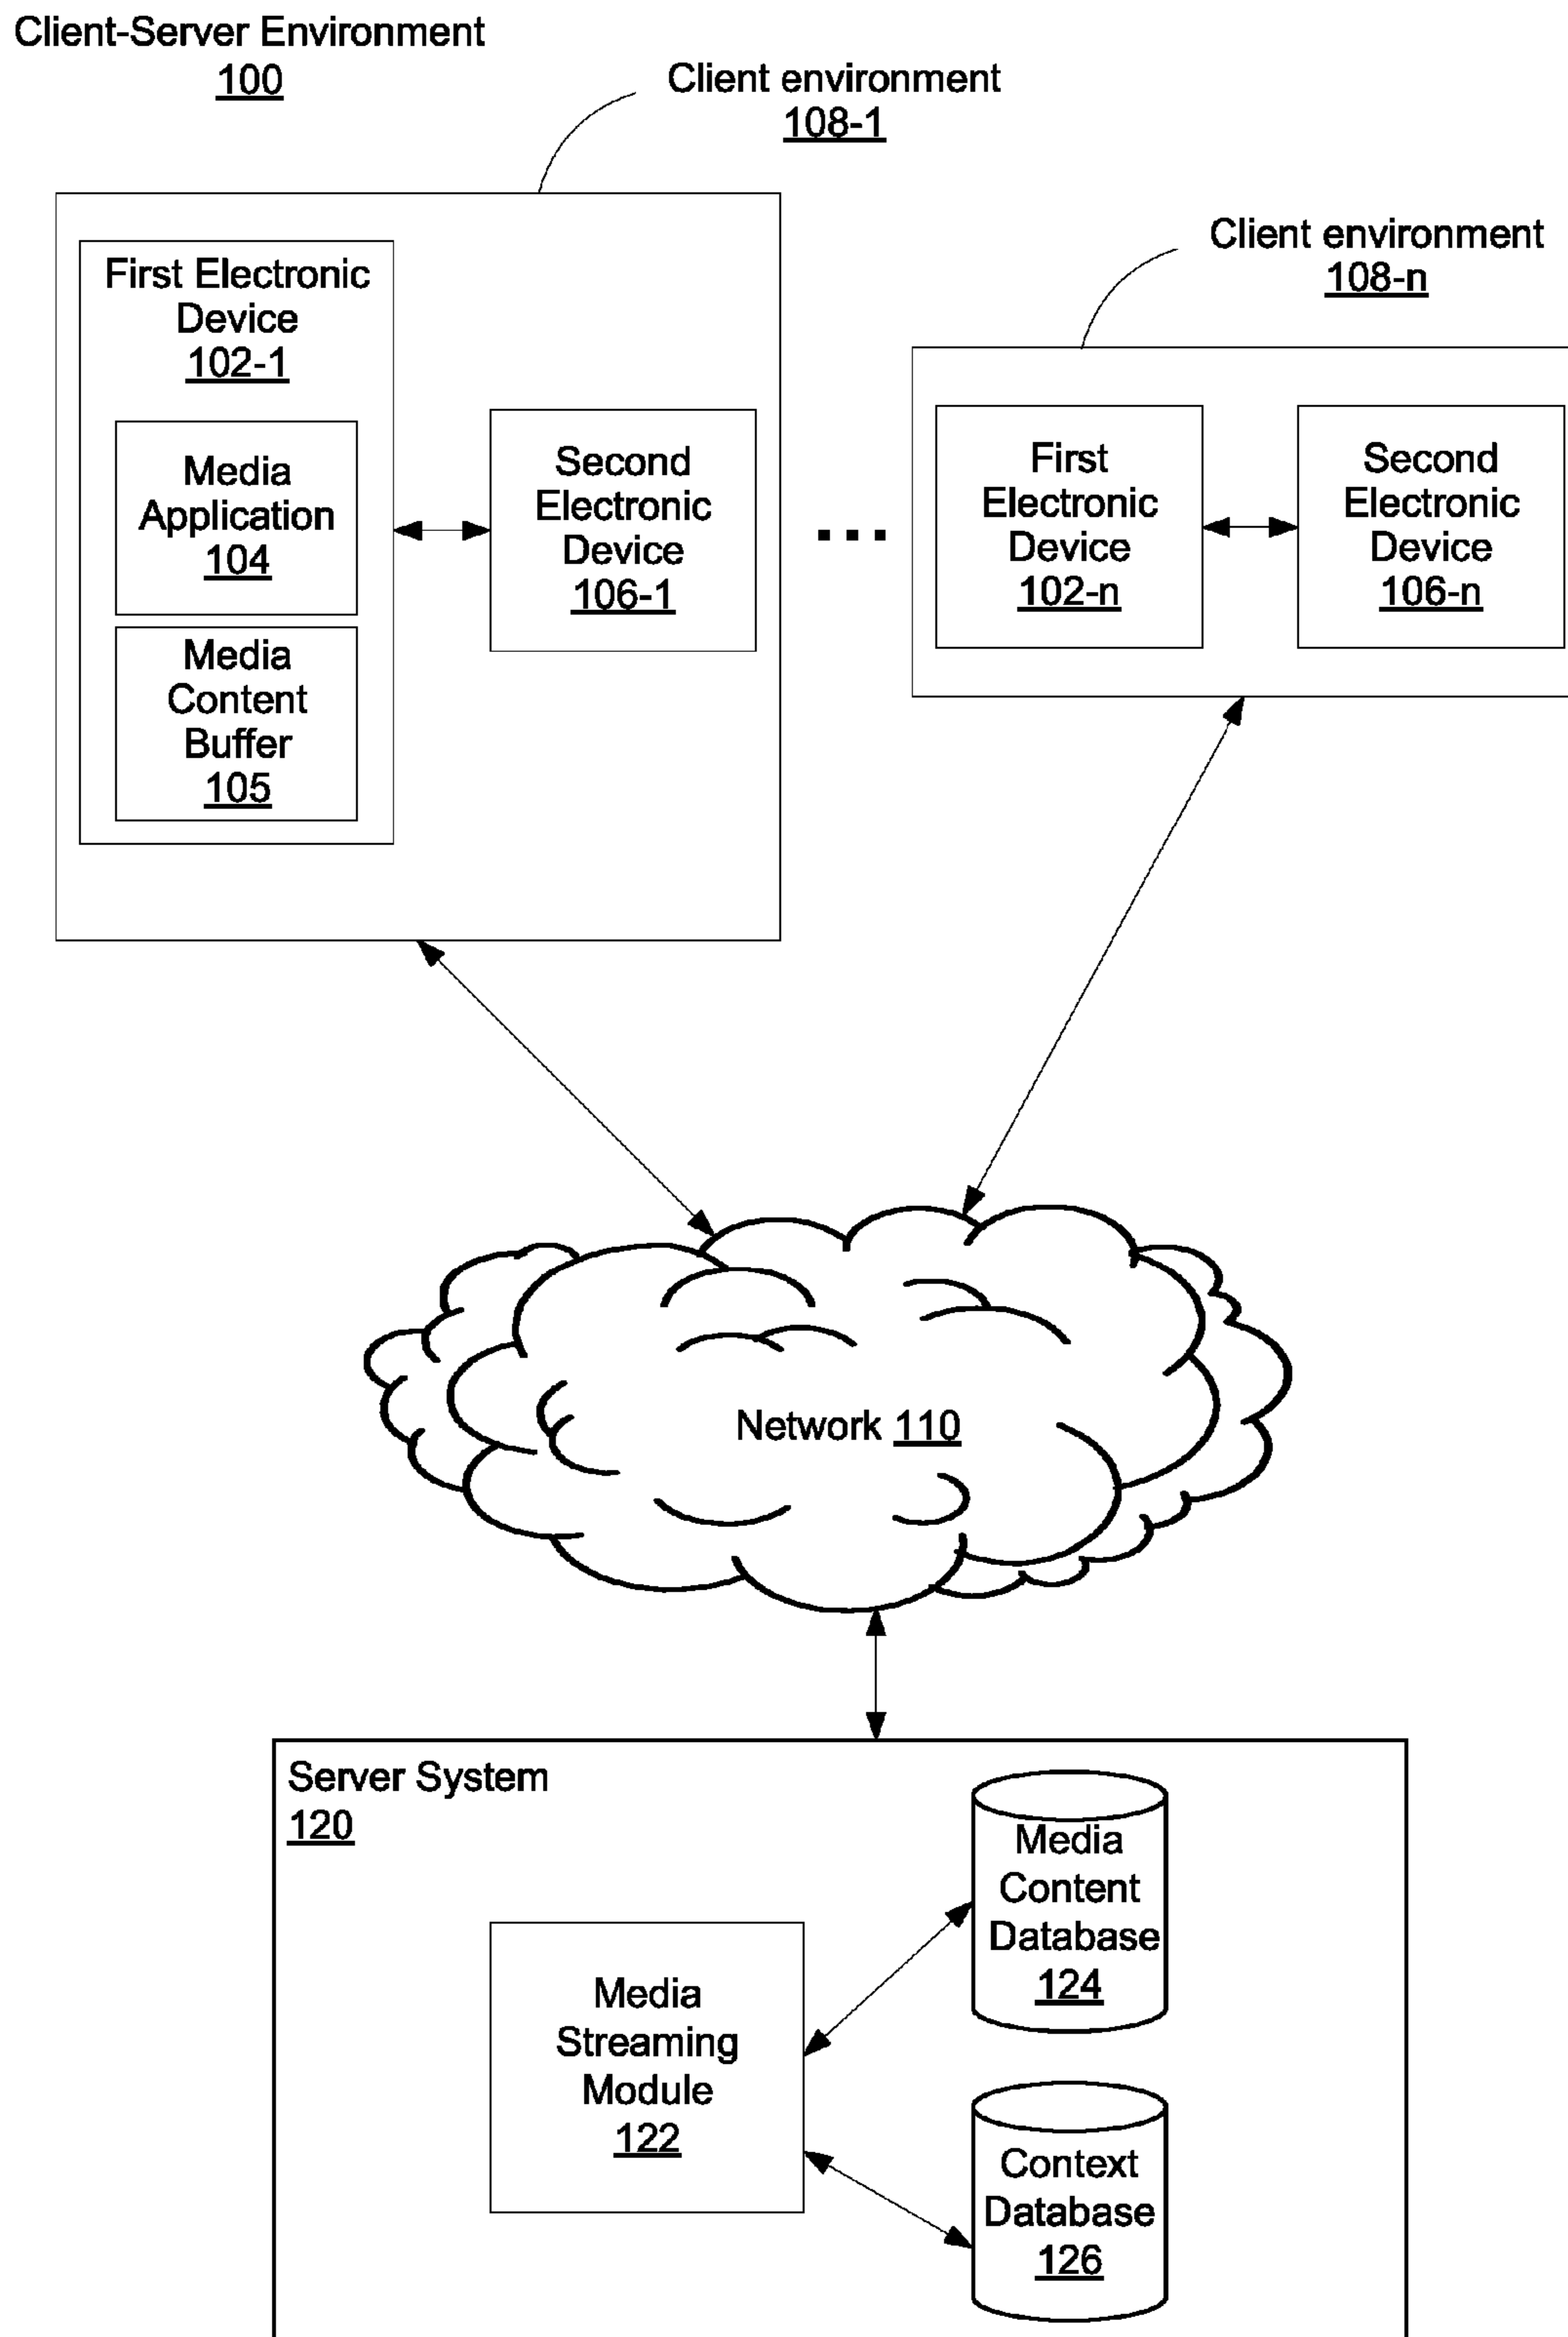 Client-Server Environment
100
Client environment
108-1
Client environment
108-n
First Electronic
Device
102-1
Media
Application
104
Media
Content
Buffer
105
Second
Electronic
Device
106-1
...
First
Electronic
Device
102-n
Second
Electronic
Device
106-n
Network 110
Server System
120
Media
Streaming
Module
122
Media
Content
Database
124
Context
Database
126